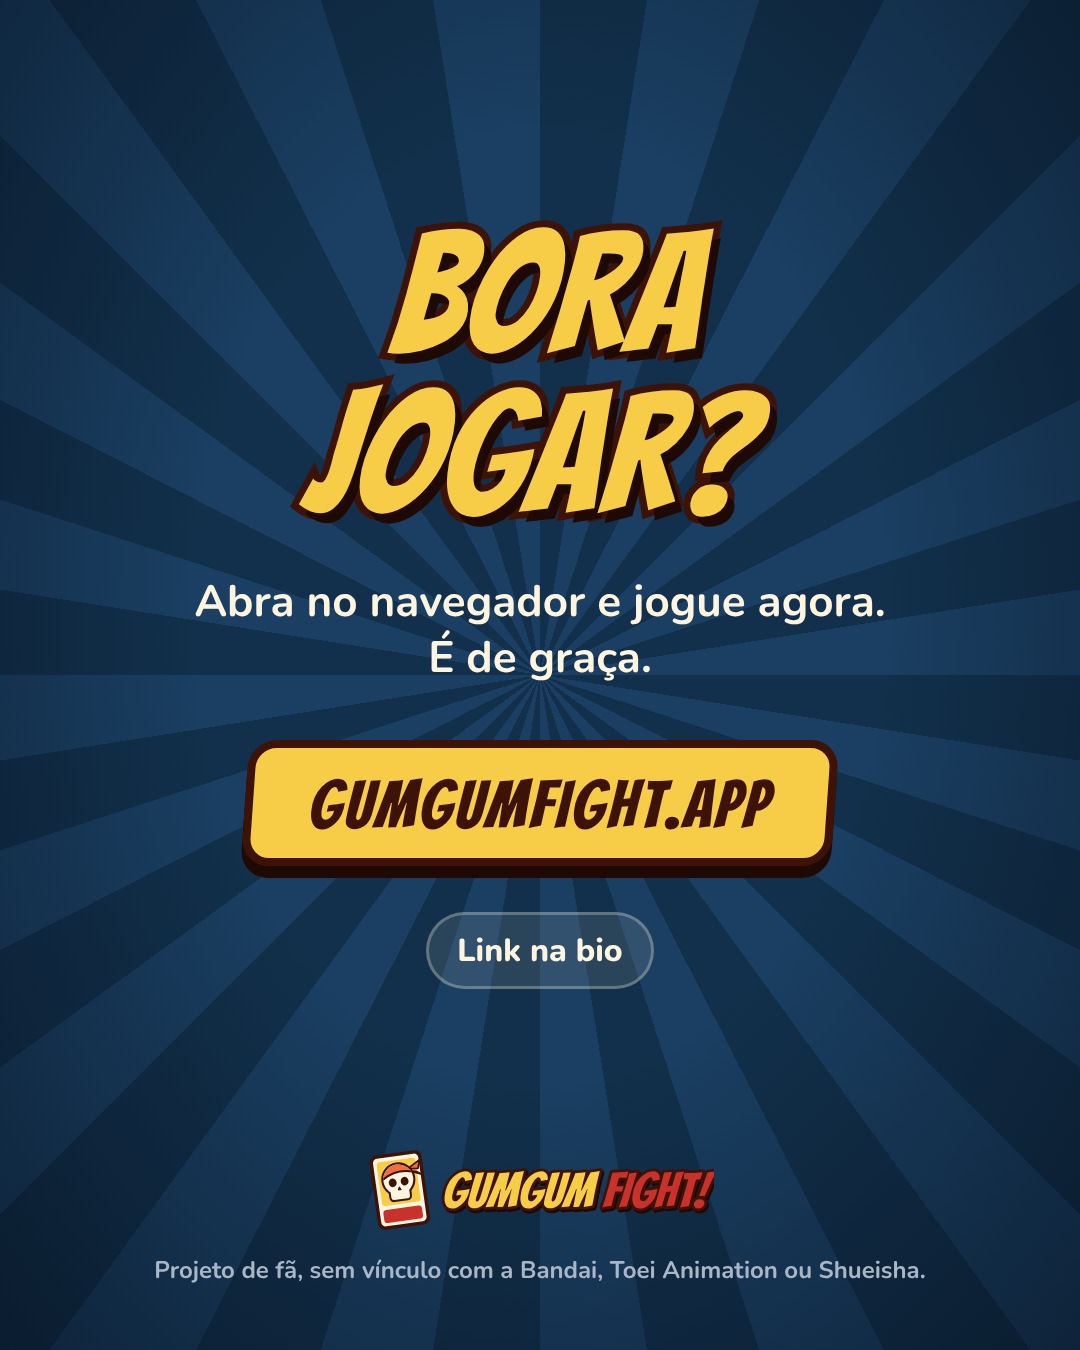 BORA
JOGAR?
Abra no navegador e jogue agora.
É de graça.
GUMGUMFIGHT.APP
Link na bio
GUMGUM FIGHT!
Projeto de fã, sem vínculo com a Bandai, Toei Animation ou Shueisha.